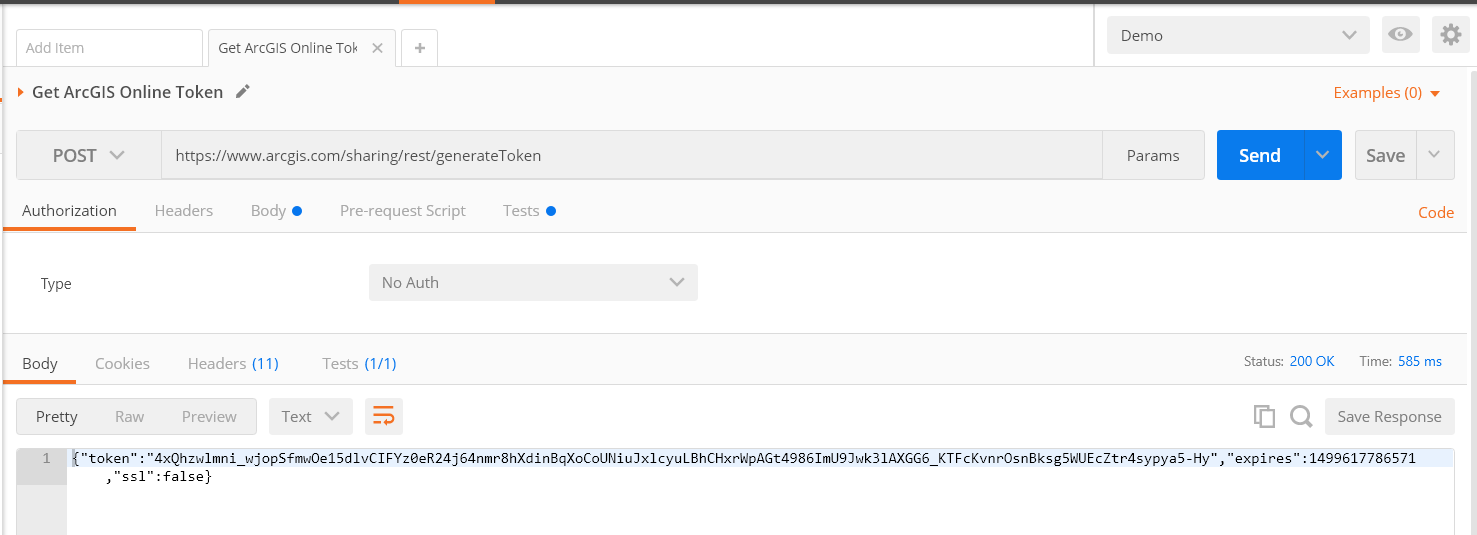 Add Item
Get ArcGIS Online Tok
Demo
Get ArcGIS Online Token
Examples (0)
POST
https://www.arcgis.com/sharing/rest/generateToken
Params
Send
Save
Authorization
Headers
Body
Pre-request Script
Tests
Code
Type
No Auth
Body
Cookies
Headers (11)
Tests (1/1)
Status: 200 OK
Time: 585 ms
Pretty
Raw
Preview
Text
Save Response
1
{"token":"4xQhzwlmni_wjopSfmwOe15dlvCIFYz0eR24j64nmr8hXdinBqXoCoUNiuJxlcyuLBhCHxrWpAGt4986ImU9Jwk3lAXGG6_KTFcKvnrOsnBksg5WUEcZtr4sypya5-Hy","expires":1499617786571
,"ssl":false}